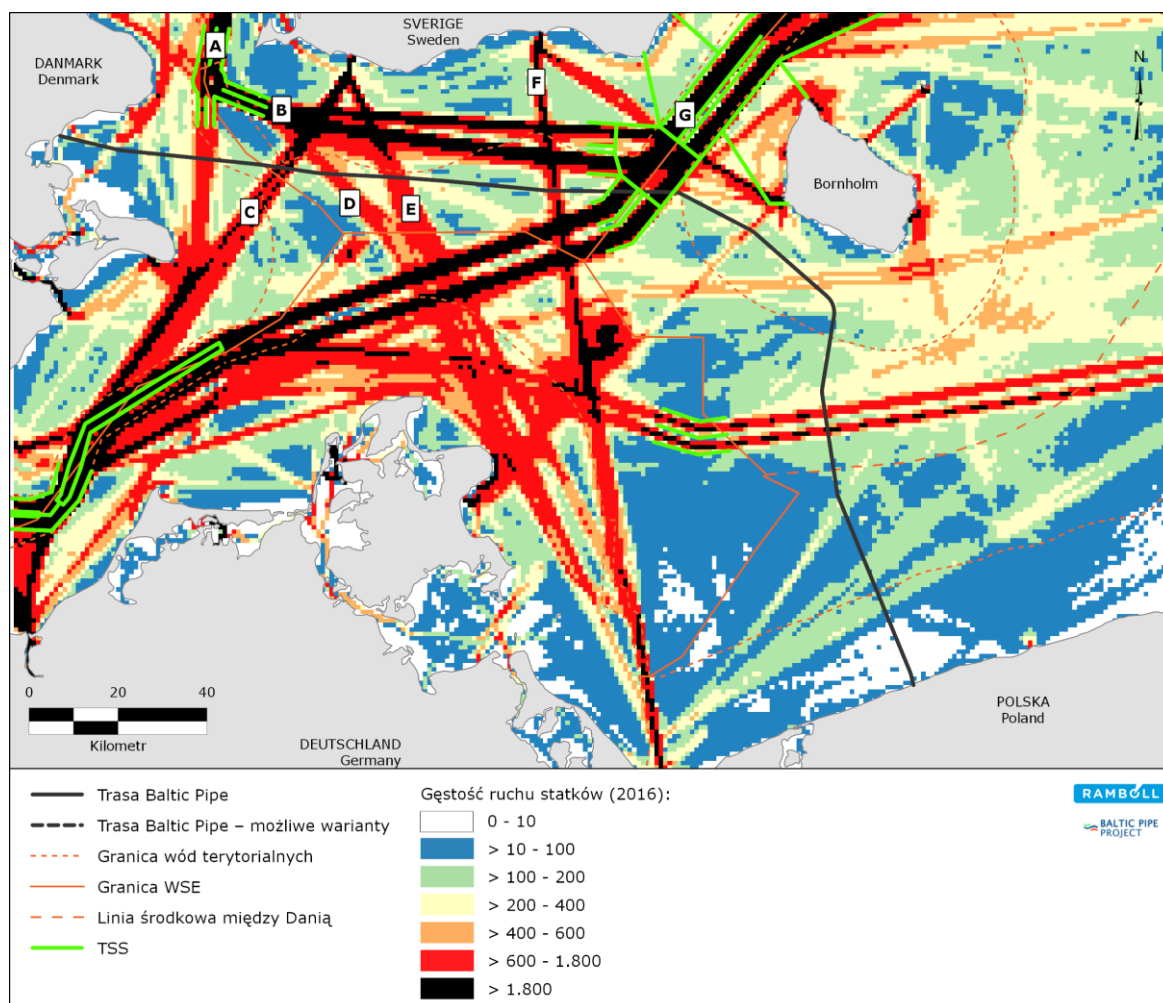 SVERIGE
Sweden
DANMARK
Denmark
A
B
C
D
E
F
G
N
Bornholm
0 20 40
Kilometr
DEUTSCHLAND
Germany
POLSKA
Poland
Trasa Baltic Pipe
Trasa Baltic Pipe – możliwe warianty
Granica wód terytorialnych
Granica WSE
Linia środkowa między Danią
TSS
Gęstość ruchu statków (2016):
0 - 10
> 10 - 100
> 100 - 200
> 200 - 400
> 400 - 600
> 600 - 1.800
> 1.800
RAMBOLL
BALTIC PIPE
PROJECT